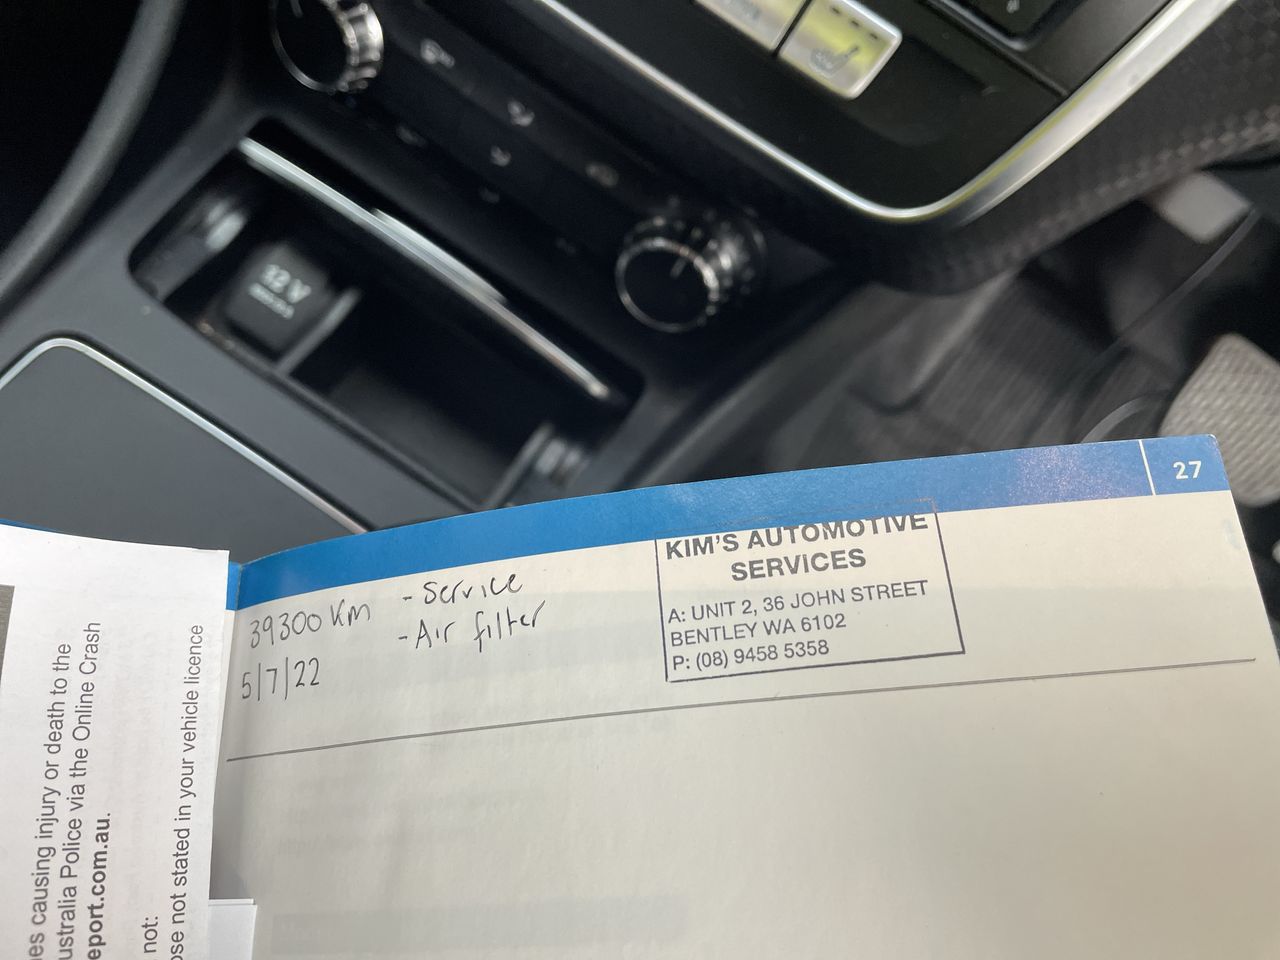 12 V
27
KIM'S AUTOMOTIVE
SERVICES
A: UNIT 2, 36 JOHN STREET
BENTLEY WA 6102
P: (08) 9458 5358
39300 Km
- Service
- Air filter
5/7/22
es causing injury or death to the
ustralia Police via the Online Crash
eport.com.au.
not:
ose not stated in your vehicle licence